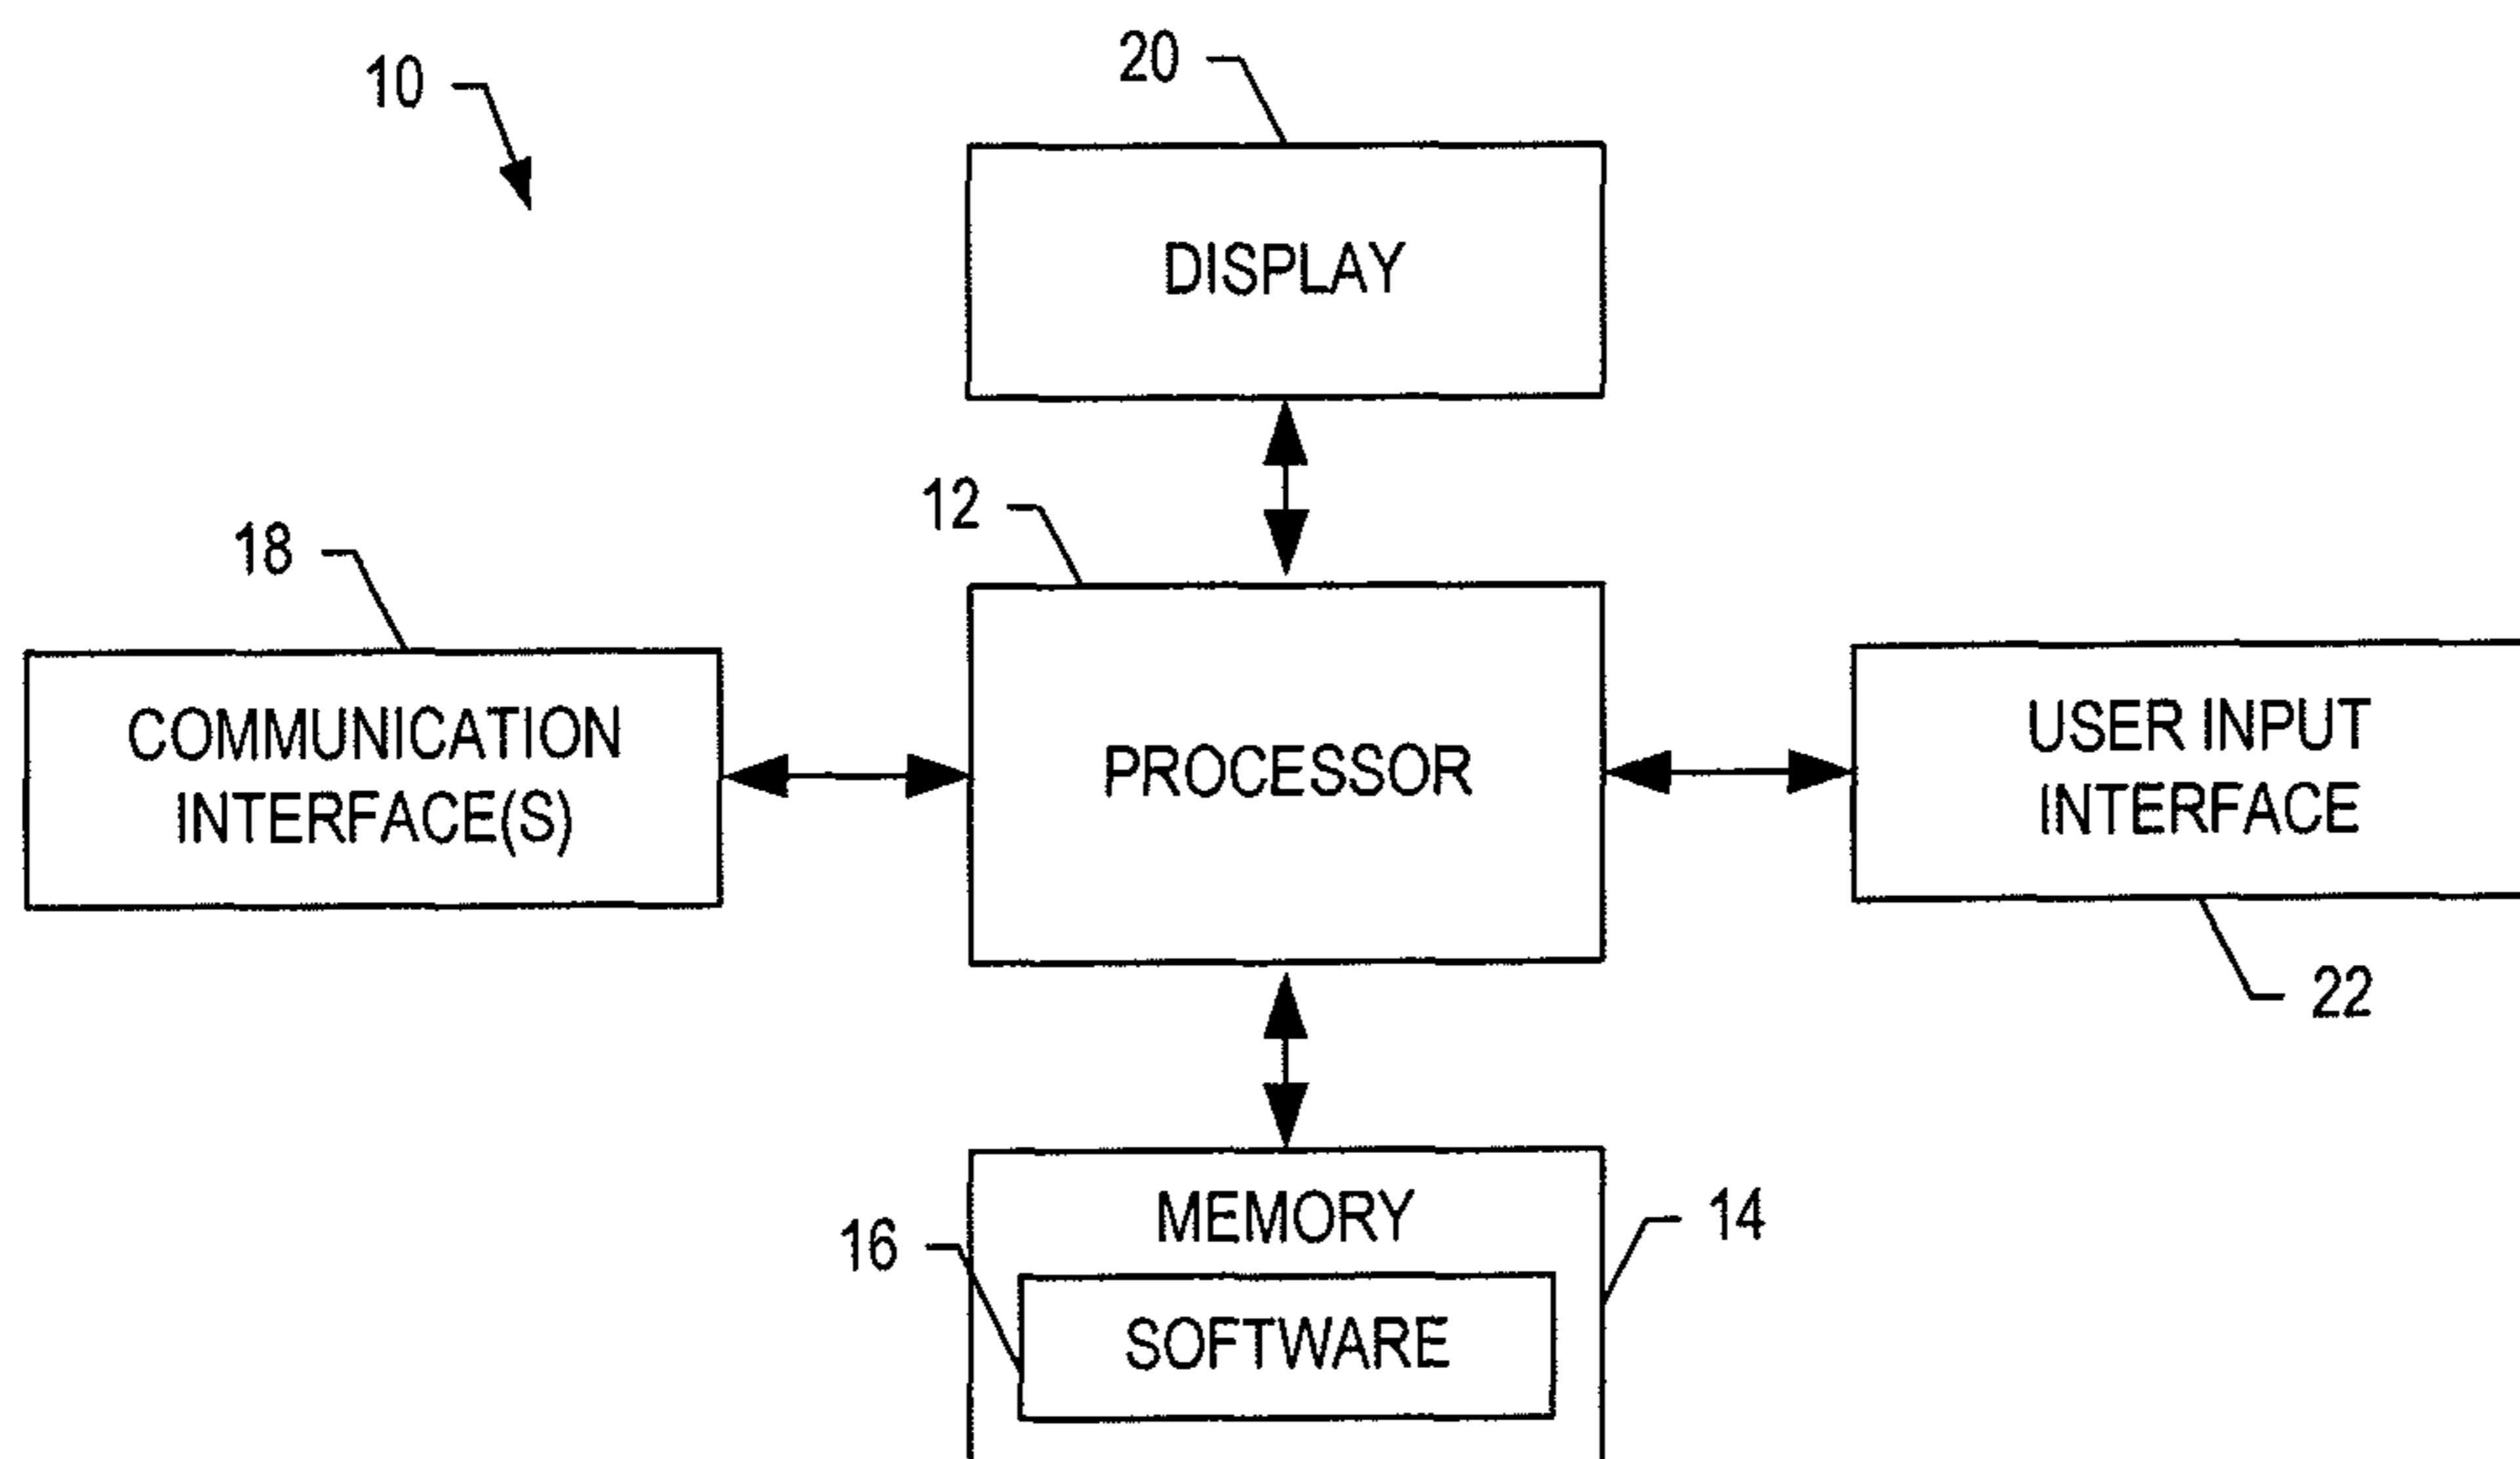 10
20
DISPLAY
12
18
COMMUNICATION
INTERFACE(S)
PROCESSOR
USER INPUT
INTERFACE
22
MEMORY
14
16
SOFTWARE